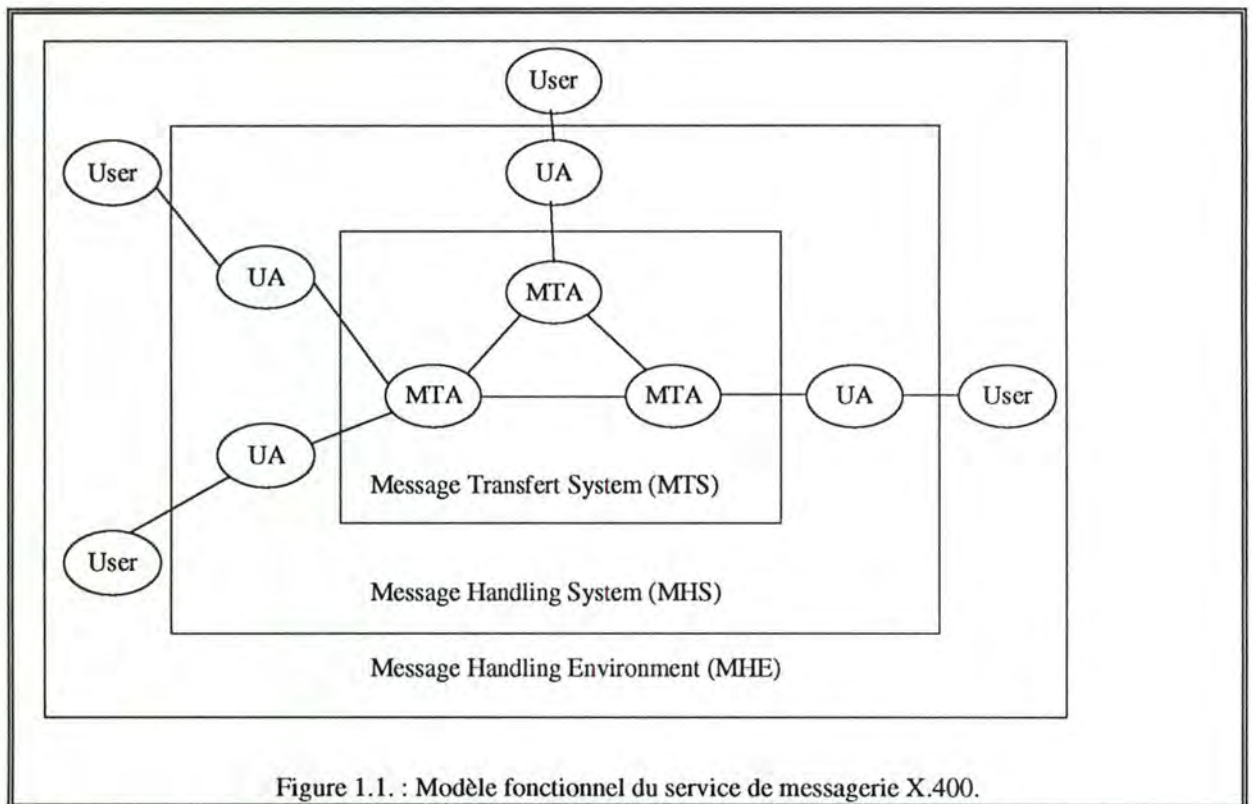 User
User
UA
UA
MTA
MTA
MTA
UA
User
UA
Message Transfert System (MTS)
User
Message Handling System (MHS)
Message Handling Environment (MHE)
Figure 1.1. : Modèle fonctionnel du service de messagerie X.400.